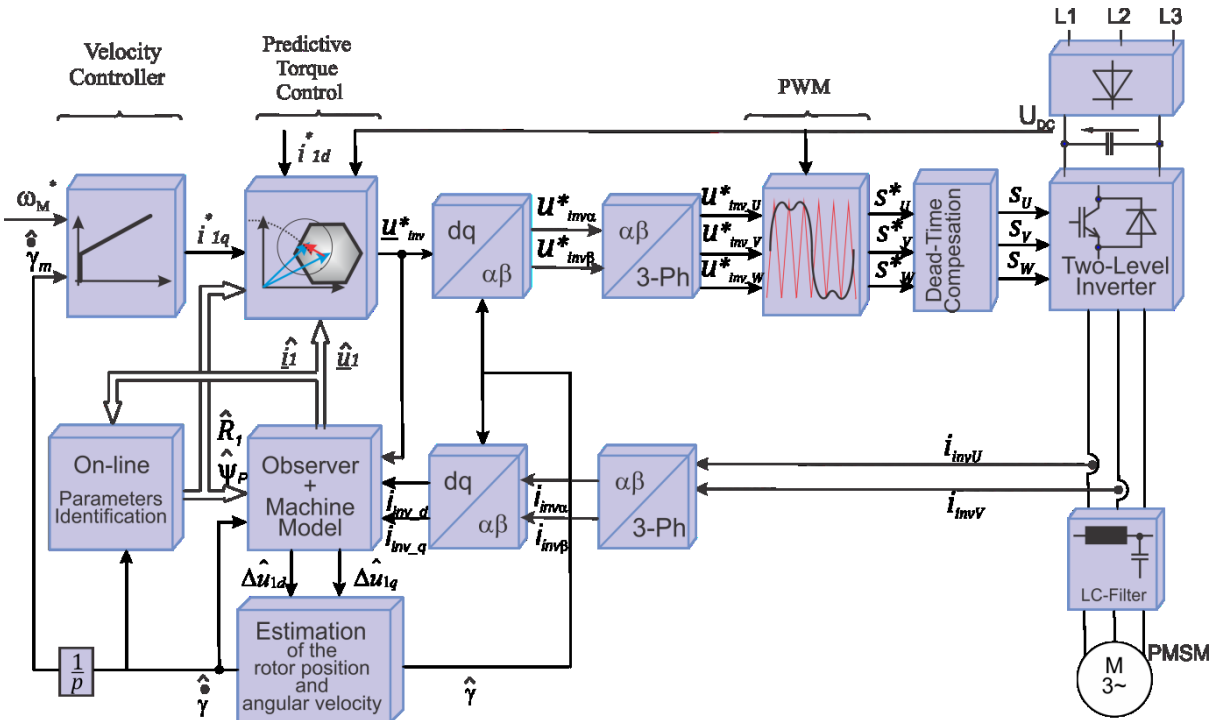 L1 L2 L3
Velocity
Controller
Predictive
Torque
Control
PWM
U_DC
i*_1d
ω_M*
γ̂̇_m
i*_1q
u*_inv
dq
αβ
u*_invα
u*_invβ
αβ
3-Ph
u*_inv_U
u*_inv_V
u*_inv_W
s*_U
s*_V
s*_W
Dead-Time
Compesation
s_U
s_V
s_W
Two-Level
Inverter
î_1
û_1
On-line
Parameters
Identification
R̂_1
Ψ̂_P
Observer
+
Machine
Model
i_inv_d
i_inv_q
dq
αβ
i_invα
i_invβ
αβ
3-Ph
i_invU
i_invV
LC-Filter
Δû_1d
Δû_1q
Estimation
of the
rotor position
and
angular velocity
1/p
γ̂̇
γ̂
M
3~
PMSM